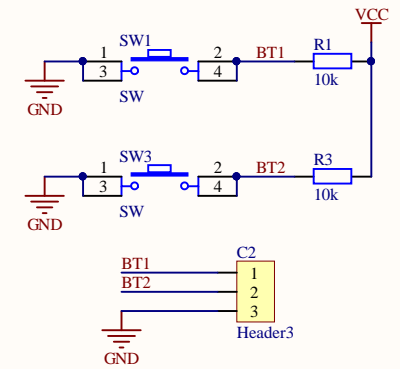 VCC
SW1
1
2
BT1
R1
3
4
10k
GND
SW
SW3
1
2
BT2
R3
3
4
10k
GND
SW
C2
BT1
1
BT2
2
3
Header3
GND